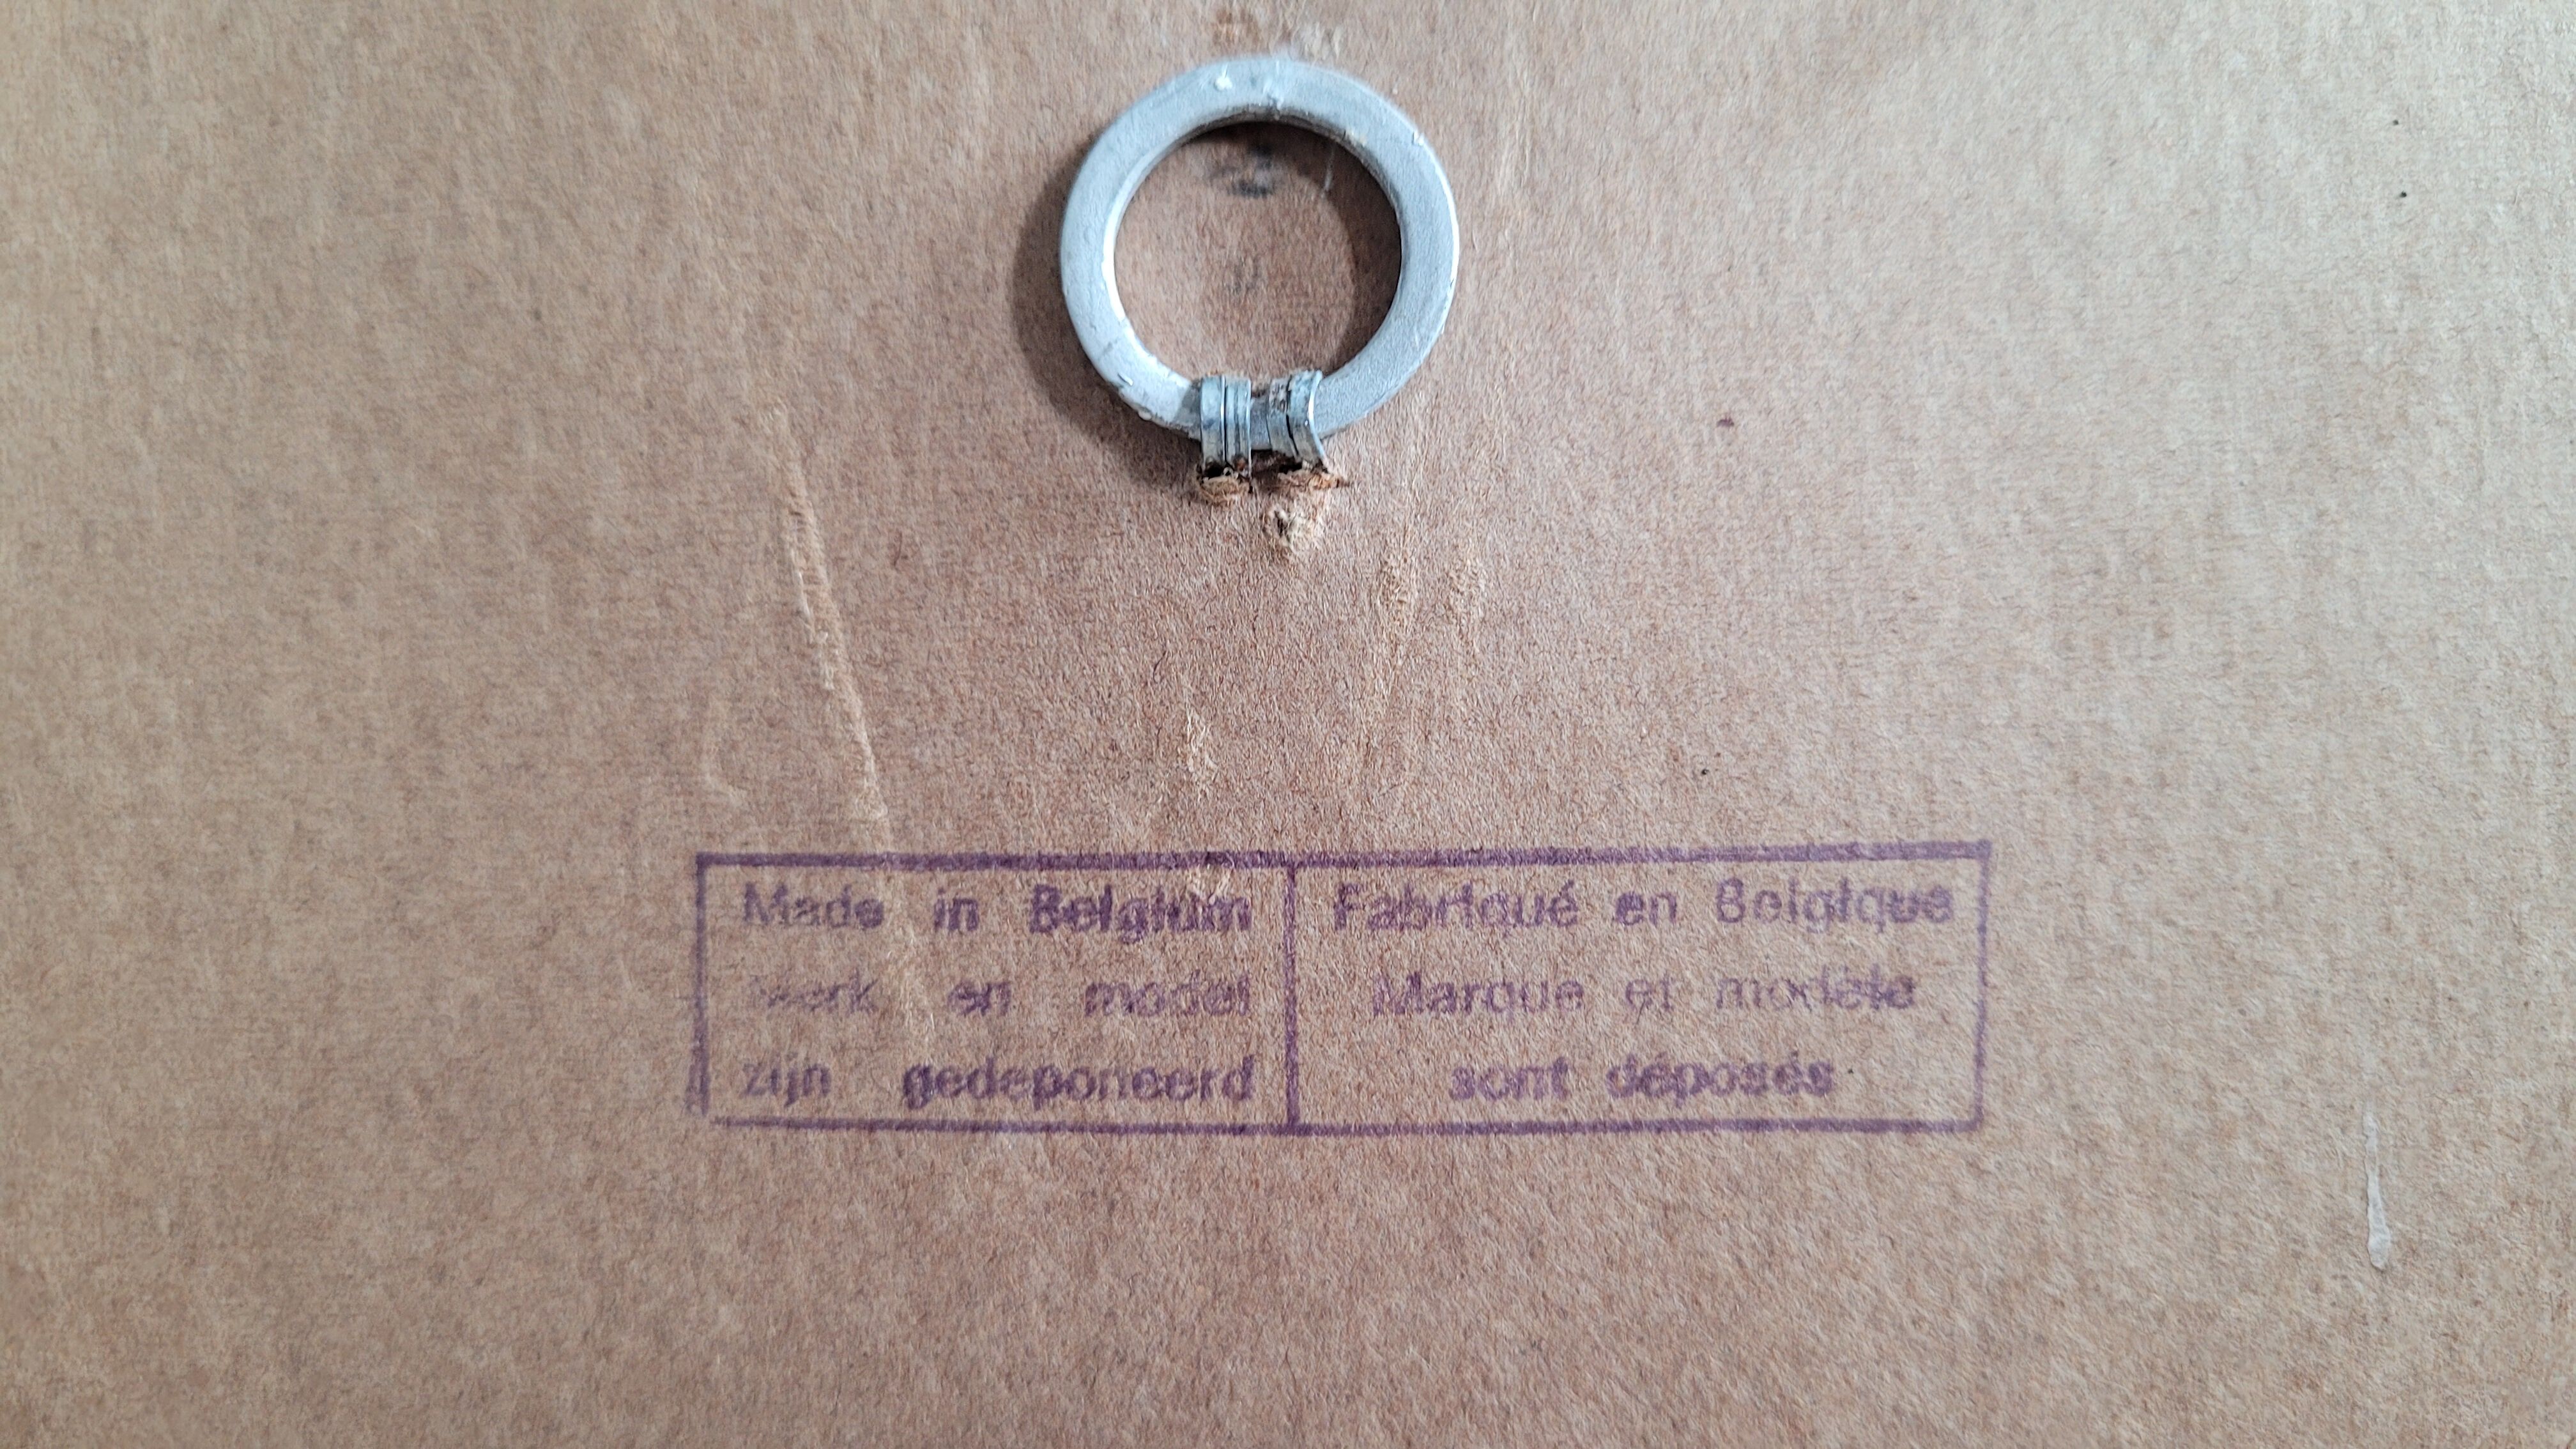 Made in Belgium
Merk en model
zijn gedeponeerd
Fabriqué en Belgique
Marque et modèle
sont déposés